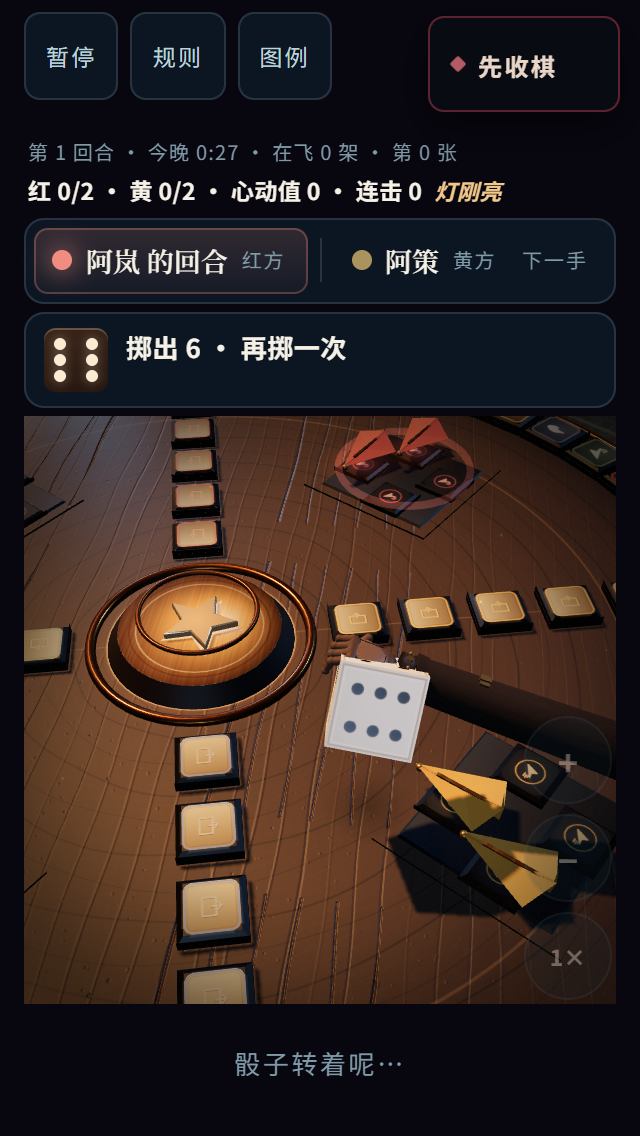 暂停 规则 图例 先收棋
第 1 回合 · 今晚 0:27 · 在飞 0 架 · 第 0 张
红 0/2 · 黄 0/2 · 心动值 0 · 连击 0 灯刚亮
阿岚 的回合 红方 阿策 黄方 下一手
掷出 6 · 再掷一次
+
−
1×
骰子转着呢…